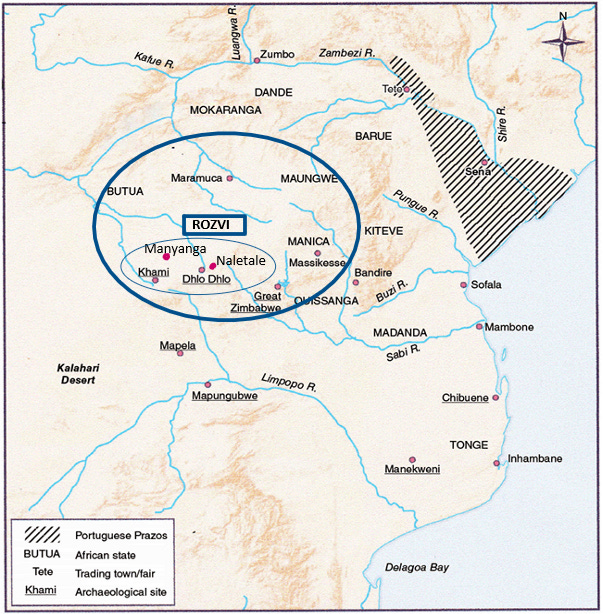 N
Kafue R.
Luangwa R.
Zumbo
Zambezi R.
DANDE
Tete
MOKARANGA
Shire R.
BARUE
Sena
Maramuca
MAUNGWE
BUTUA
Pungue R.
ROZVI
KITEVE
MANICA
Manyanga
Naletale
Massikesse
Khami
Dhlo Dhlo
Bandire
Great
Zimbabwe
QUISSANGA
Buzi R.
Sofala
MADANDA
Mambone
Sabi R.
Mapela
Kalahari
Desert
Mapungubwe
Limpopo R.
Chibuene
TONGE
Manekweni
Inhambane
Delagoa Bay
Portuguese Prazos
BUTUA African state
Tete Trading town/fair
Khami Archaeological site